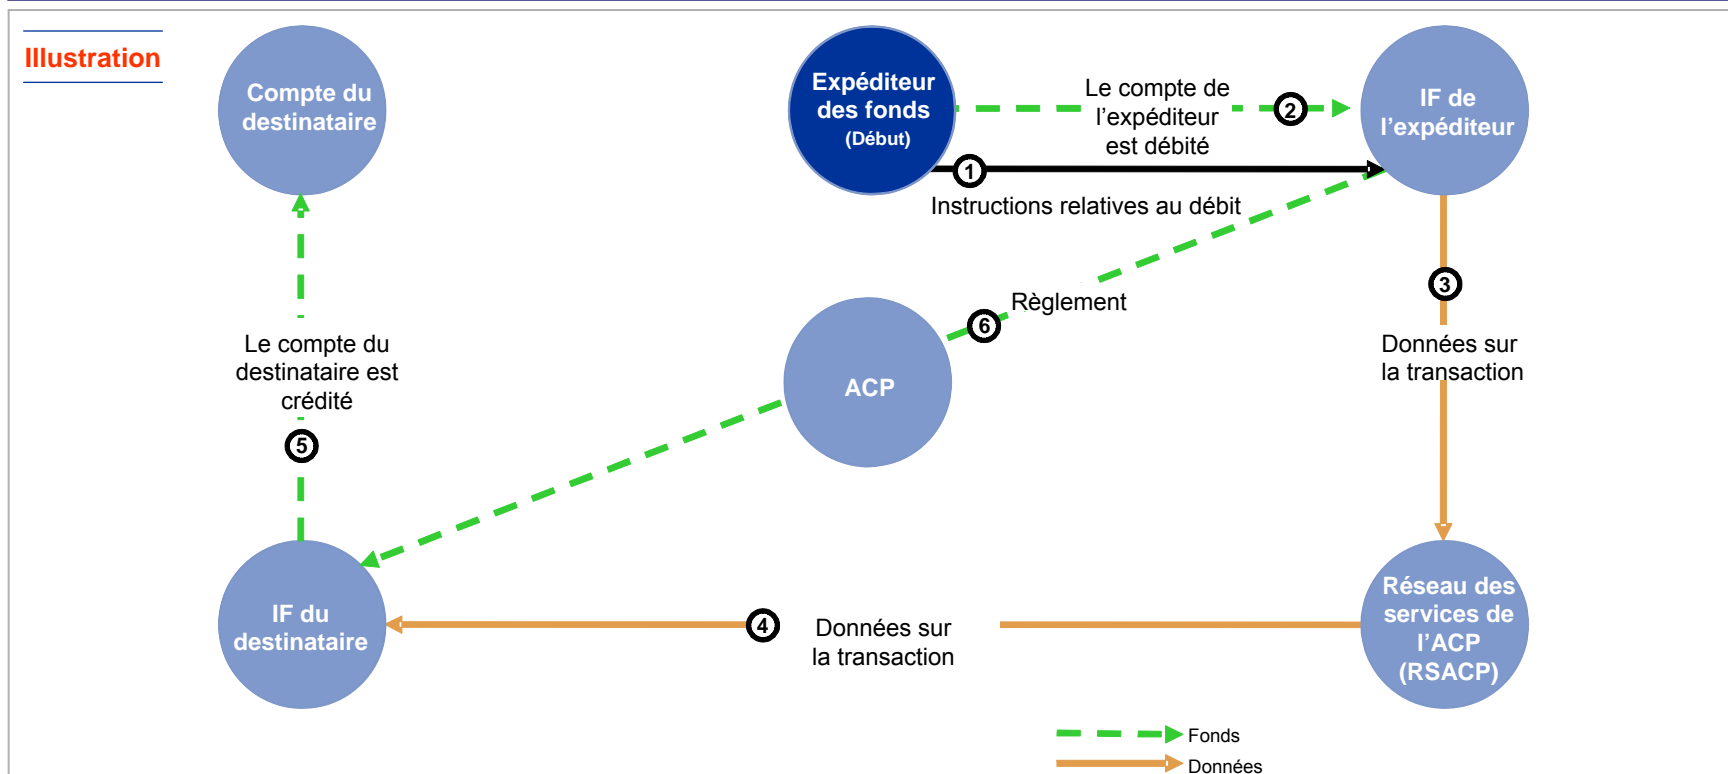 Illustration
Compte du
destinataire
Expéditeur
des fonds
(Début)
Le compte de
l’expéditeur
est débité
2
IF de
l’expéditeur
1
Instructions relatives au débit
3
Données sur
la transaction
Règlement
6
ACP
Le compte du
destinataire est
crédité
5
IF du
destinataire
4
Données sur
la transaction
Réseau des
services de
l’ACP
(RSACP)
Fonds
Données